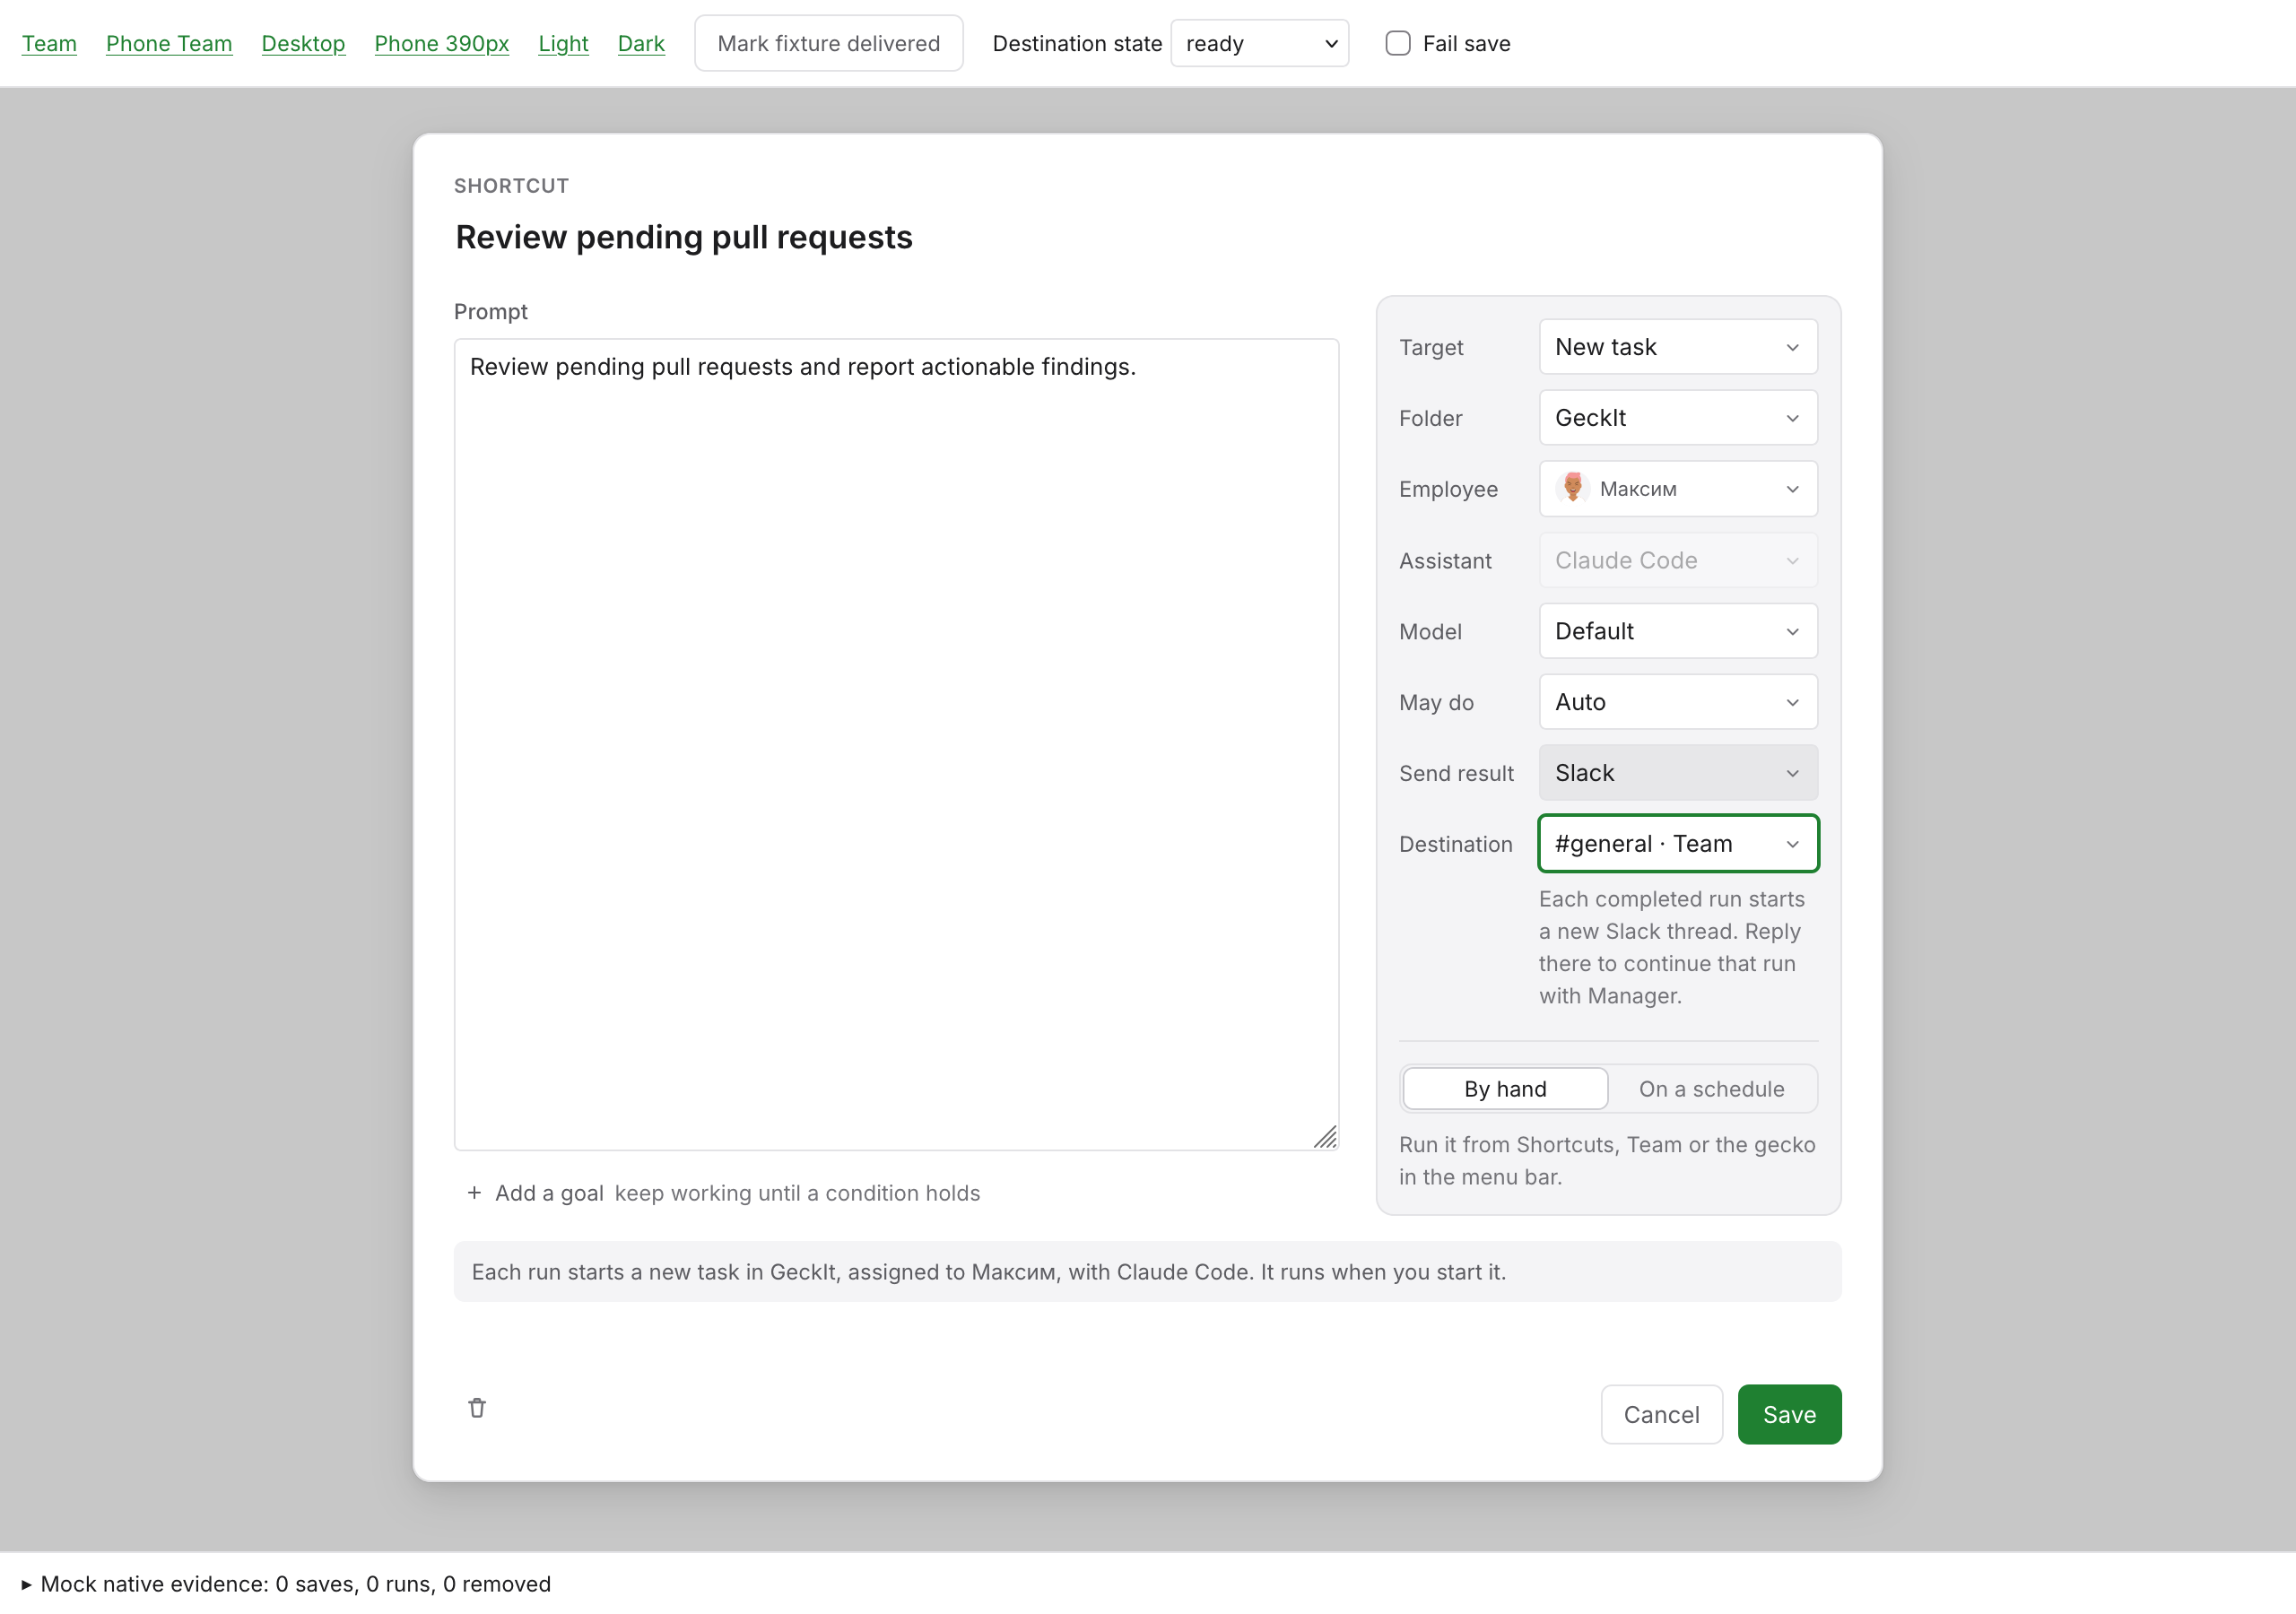 Team Phone Team Desktop Phone 390px Light Dark Mark fixture delivered Destination state ready Fail save
SHORTCUT
Review pending pull requests
Prompt
Review pending pull requests and report actionable findings.
+ Add a goal keep working until a condition holds
Target New task
Folder GeckIt
Employee Максим
Assistant Claude Code
Model Default
May do Auto
Send result Slack
Destination #general · Team
Each completed run starts
a new Slack thread. Reply
there to continue that run
with Manager.
By hand On a schedule
Run it from Shortcuts, Team or the gecko
in the menu bar.
Each run starts a new task in GeckIt, assigned to Максим, with Claude Code. It runs when you start it.
Cancel Save
Mock native evidence: 0 saves, 0 runs, 0 removed